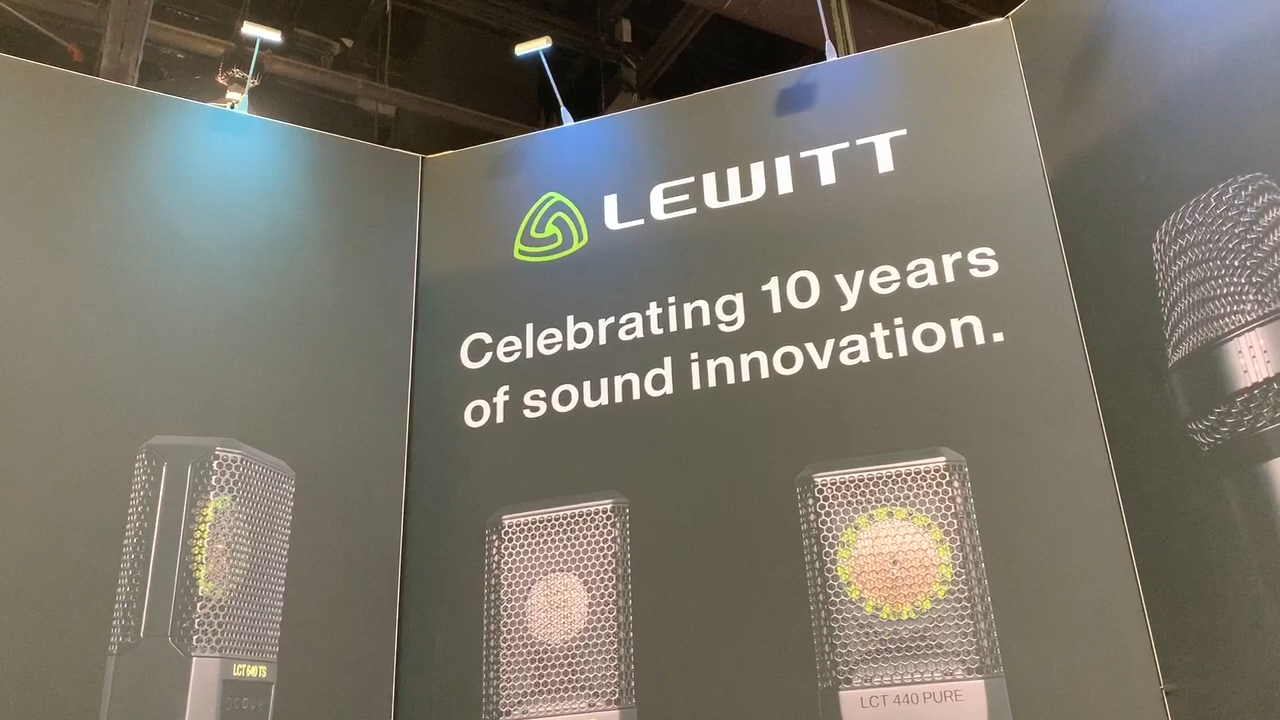 LEWITT
Celebrating 10 years
of sound innovation.
LCT 640 TS
LCT 440 PURE